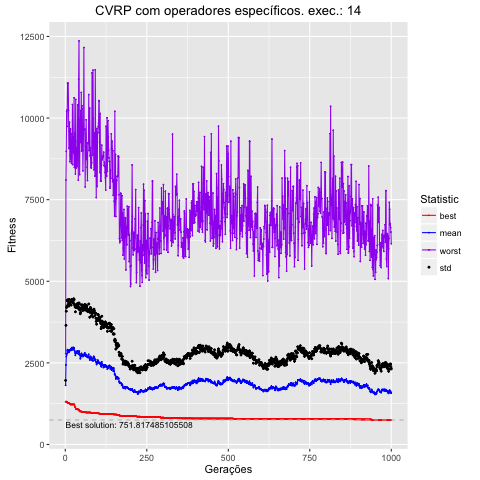 CVRP com operadores específicos. exec.: 14
12500
10000
7500
5000
2500
0
Fitness
Best solution: 751.817485105508
0
250
500
750
1000
Gerações
Statistic
best
mean
worst
std